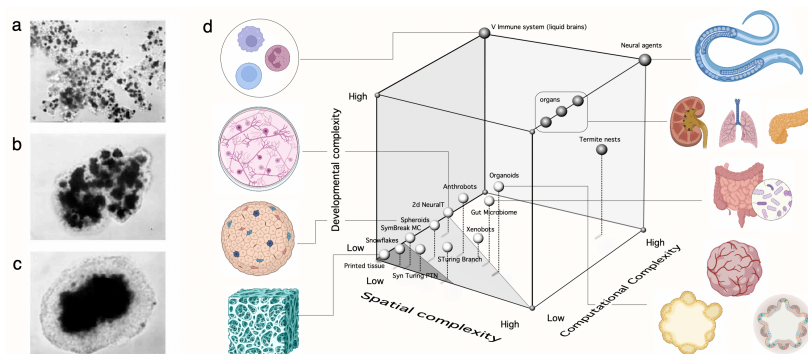 a
b
c
d
V Immune system (liquid brains)
Neural agents
High
organs
Termite nests
Developmental complexity
Organoids
Anthrobots
2d NeuralT
Gut Microbiome
Spheroids
SymBreak MC
Xenobots
Snowflakes
STuring Branch
Low
Printed tissue
Syn Turing PTN
High
Low
Low
High
Spatial complexity
Computational Complexity